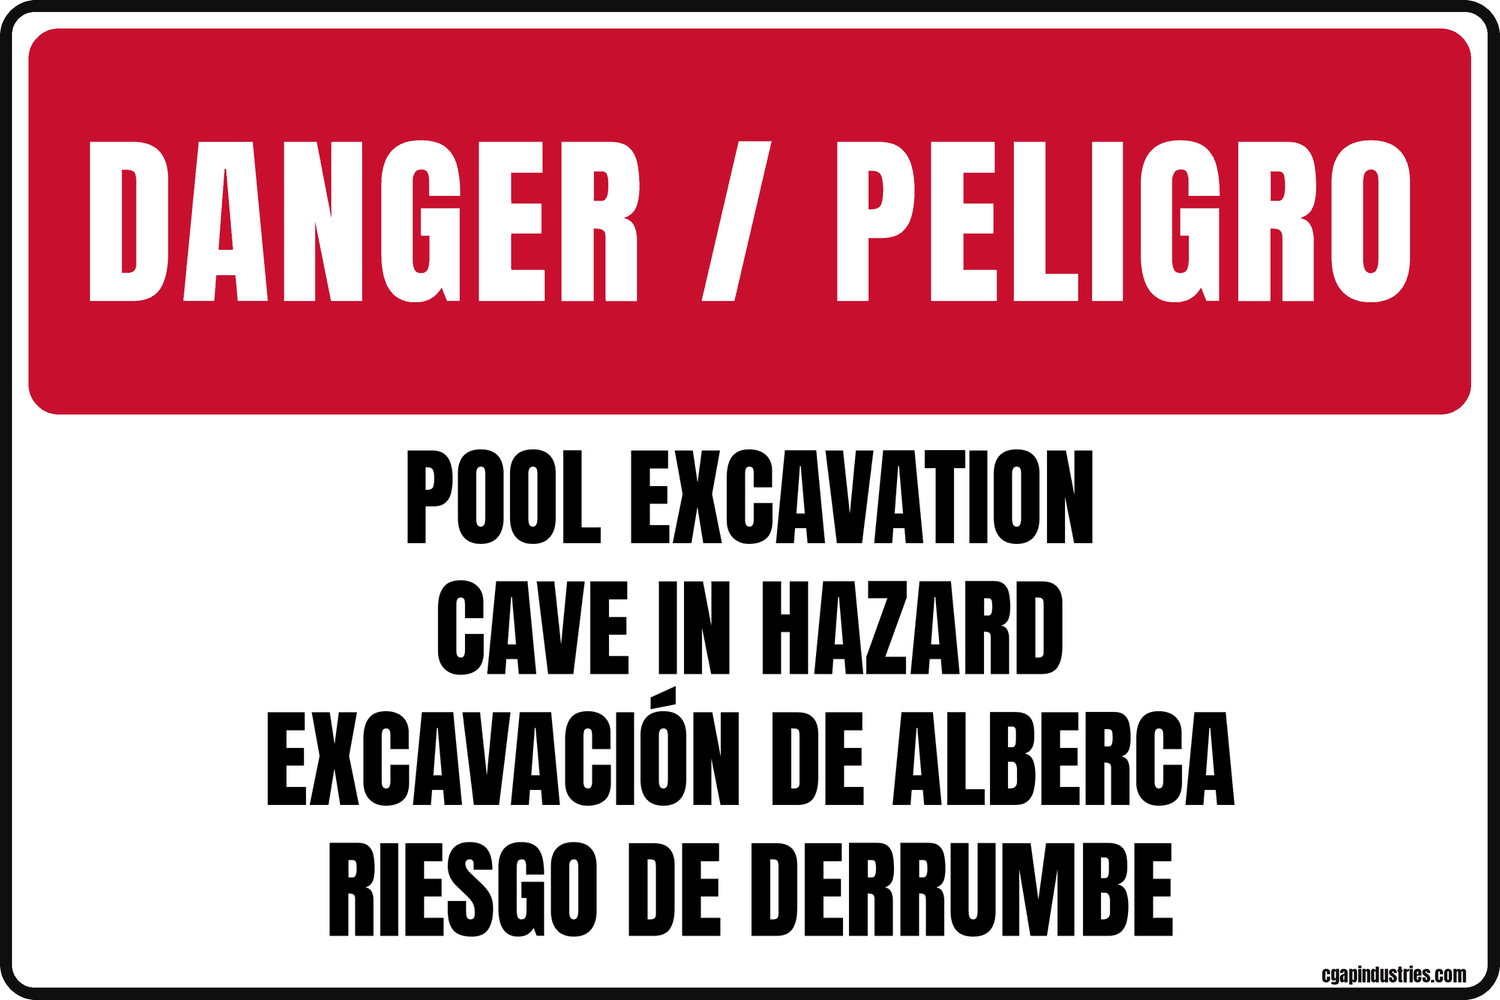 DANGER / PELIGRO
POOL EXCAVATION
CAVE IN HAZARD
EXCAVACIÓN DE ALBERCA
RIESGO DE DERRUMBE
cgapindustries.com